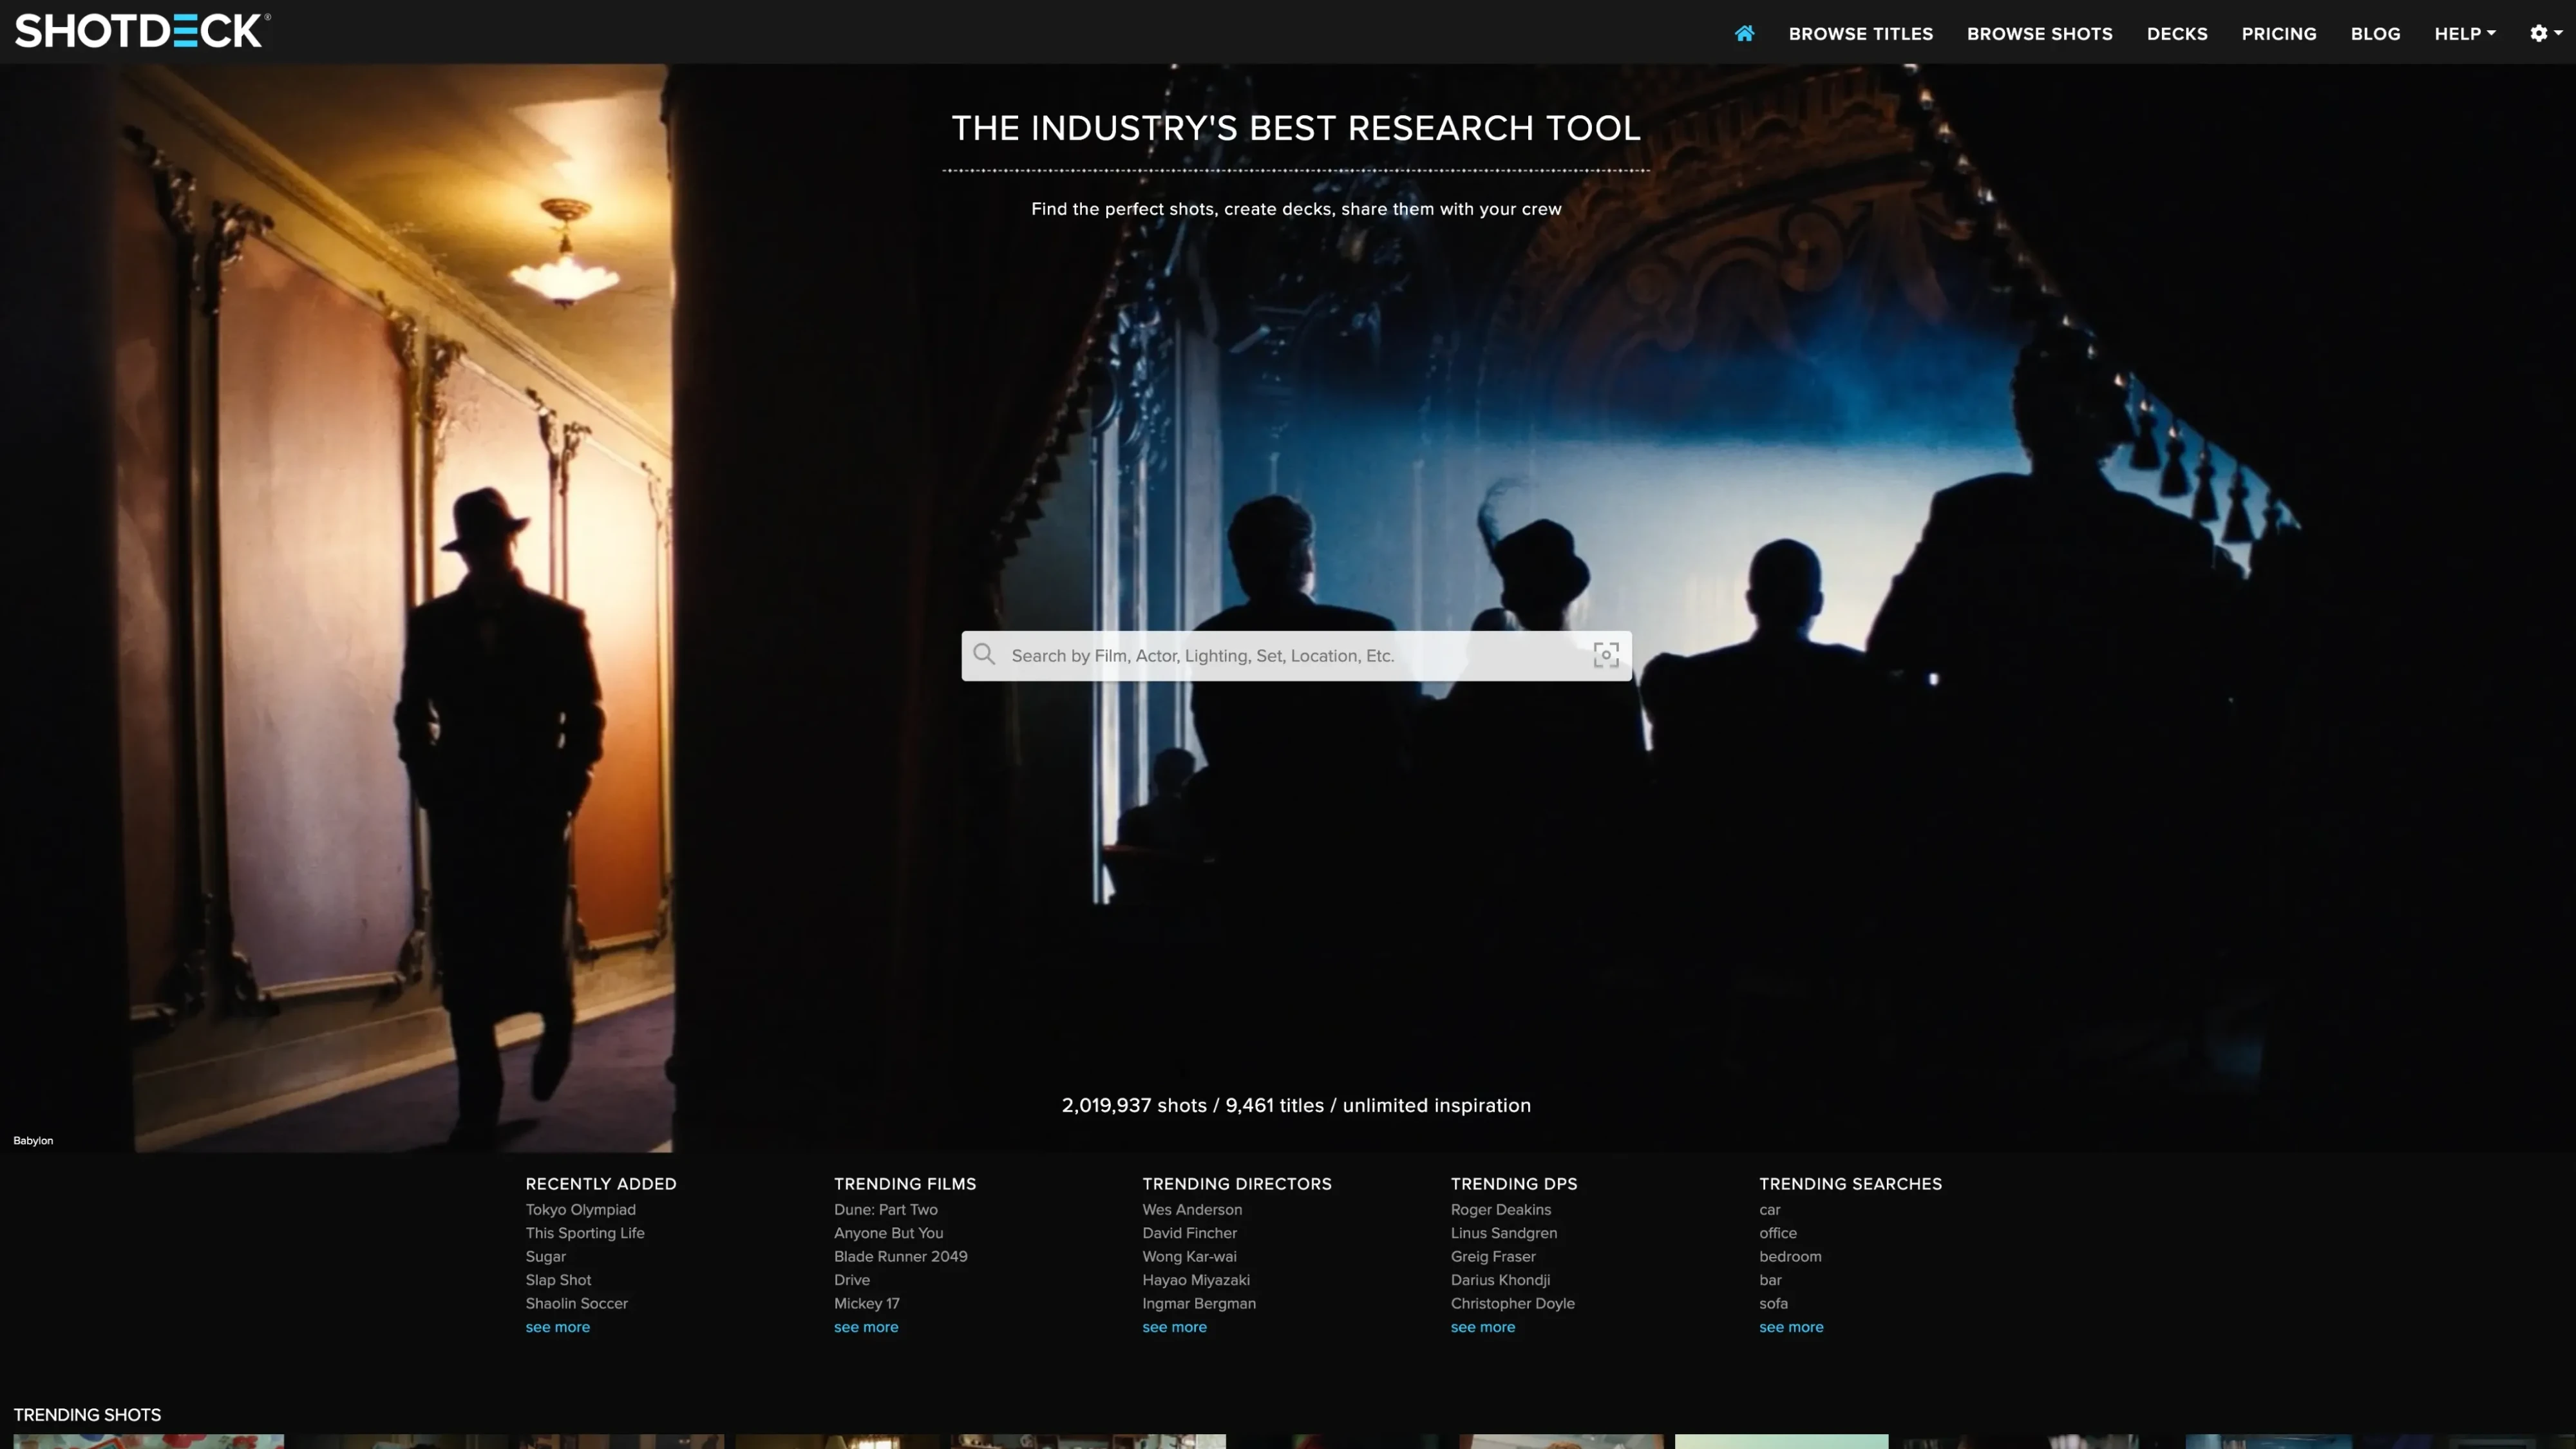 SHOTDECK®
BROWSE TITLES
BROWSE SHOTS
DECKS
PRICING
BLOG
HELP
THE INDUSTRY'S BEST RESEARCH TOOL
Find the perfect shots, create decks, share them with your crew
Search by Film, Actor, Lighting, Set, Location, Etc.
2,019,937 shots / 9,461 titles / unlimited inspiration
Babylon
RECENTLY ADDED
Tokyo Olympiad
This Sporting Life
Sugar
Slap Shot
Shaolin Soccer
see more
TRENDING FILMS
Dune: Part Two
Anyone But You
Blade Runner 2049
Drive
Mickey 17
see more
TRENDING DIRECTORS
Wes Anderson
David Fincher
Wong Kar-wai
Hayao Miyazaki
Ingmar Bergman
see more
TRENDING DPS
Roger Deakins
Linus Sandgren
Greig Fraser
Darius Khondji
Christopher Doyle
see more
TRENDING SEARCHES
car
office
bedroom
bar
sofa
see more
TRENDING SHOTS